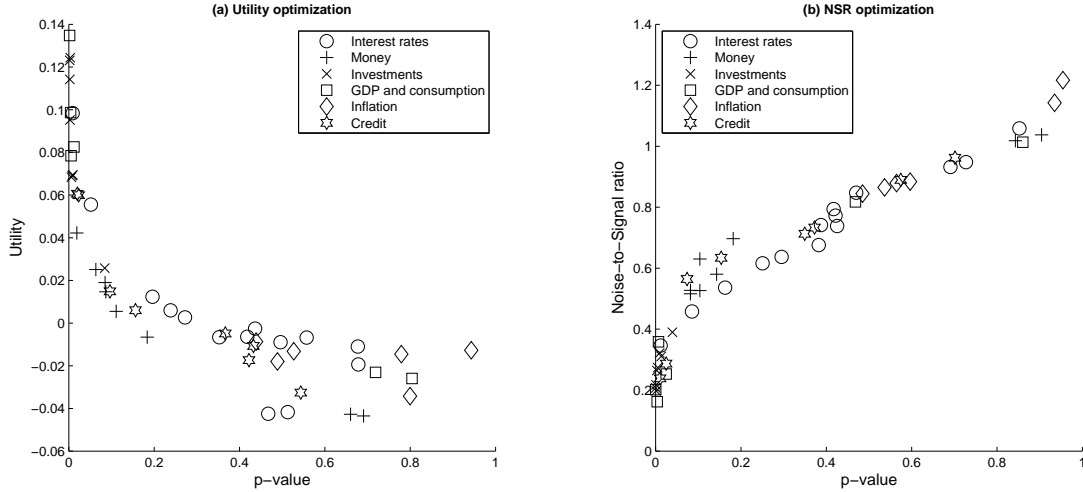 (a) Utility optimization
Utility
0.14
0.12
0.1
0.08
0.06
0.04
0.02
0
−0.02
−0.04
−0.06
0
0.2
0.4
0.6
0.8
1
p−value
Interest rates
Money
Investments
GDP and consumption
Inflation
Credit
(b) NSR optimization
Noise−to−Signal ratio
1.4
1.2
1
0.8
0.6
0.4
0.2
0
0
0.2
0.4
0.6
0.8
1
p−value
Interest rates
Money
Investments
GDP and consumption
Inflation
Credit